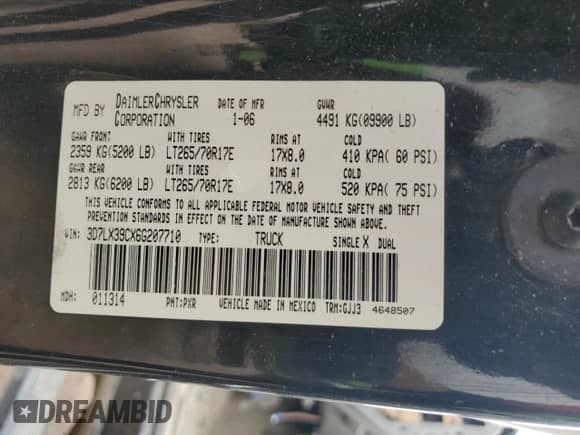 MFD BY DAIMLERCHRYSLER CORPORATION DATE OF MFR 1-06 GVWR 4491 KG(09900 LB)
GAWR FRONT WITH TIRES RIMS AT COLD
2359 KG(5200 LB) LT265/70R17E 17X8.0 410 KPA( 60 PSI)
GAWR REAR WITH TIRES RIMS AT COLD
2813 KG(6200 LB) LT265/70R17E 17X8.0 520 KPA( 75 PSI)
THIS VEHICLE CONFORMS TO ALL APPLICABLE FEDERAL MOTOR VEHICLE SAFETY AND THEFT
PREVENTION STANDARDS IN EFFECT ON THE DATE OF MANUFACTURE SHOWN ABOVE.
VIN: 3D7LX39CX6G207710 TYPE: TRUCK SINGLE X DUAL
MDH: 011314 PNT:PXR VEHICLE MADE IN MEXICO TRM:GJJ3 4648507
DREAMBID